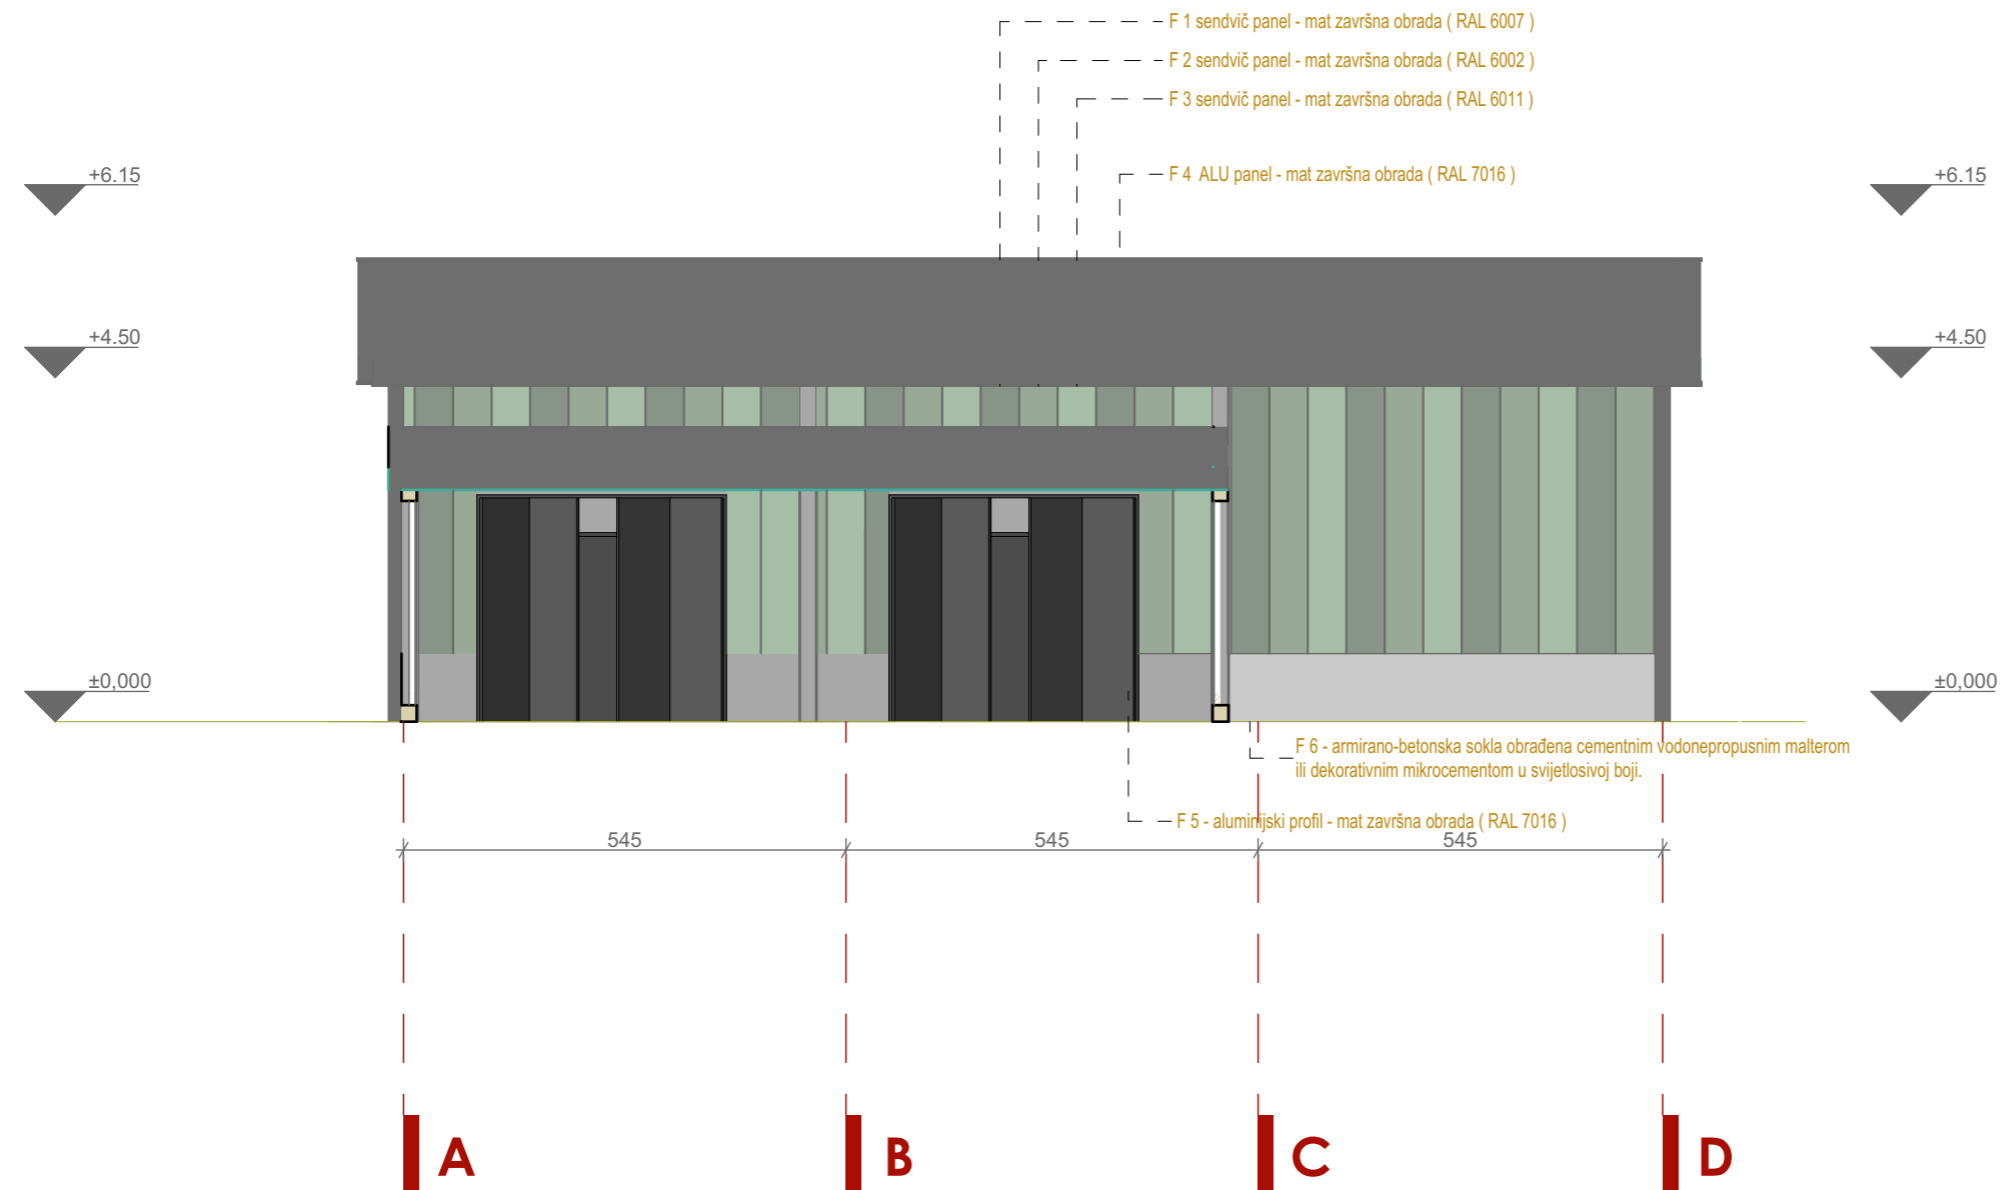 F 1 sendvič panel - mat završna obrada ( RAL 6007 )
F 2 sendvič panel - mat završna obrada ( RAL 6002 )
F 3 sendvič panel - mat završna obrada ( RAL 6011 )
F 4 ALU panel - mat završna obrada ( RAL 7016 )
+6.15
+6.15
+4.50
+4.50
±0,000
±0,000
F 6 - armirano-betonska sokla obrađena cementnim vodonepropusnim malterom
ili dekorativnim mikrocementom u svijetlosivoj boji.
F 5 - aluminijski profil - mat završna obrada ( RAL 7016 )
545
545
545
A
B
C
D